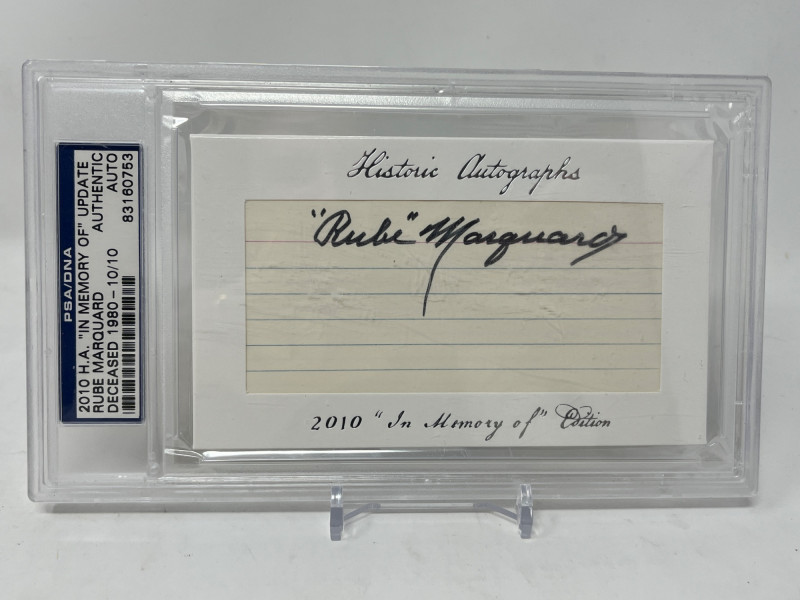 PSA/DNA
2010 H.A. "IN MEMORY OF" UPDATE
RUBE MARQUARD AUTHENTIC
DECEASED 1980 - 10/10 AUTO
83160753
Historic Autographs
"Rube" Marquard
2010 "In Memory of" Edition